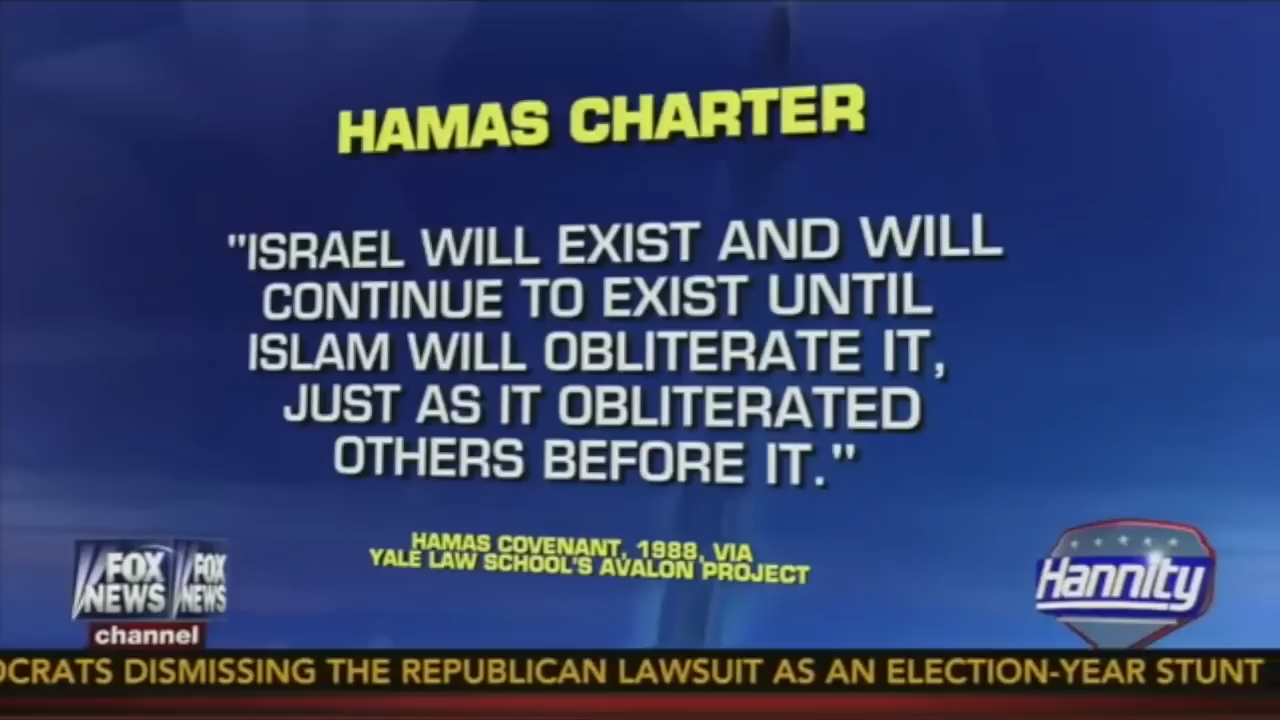 HAMAS CHARTER
"ISRAEL WILL EXIST AND WILL
CONTINUE TO EXIST UNTIL
ISLAM WILL OBLITERATE IT,
JUST AS IT OBLITERATED
OTHERS BEFORE IT."
HAMAS COVENANT, 1988, VIA
YALE LAW SCHOOL'S AVALON PROJECT
FOX NEWS
FOX NEWS
channel
Hannity
OCRATS DISMISSING THE REPUBLICAN LAWSUIT AS AN ELECTION-YEAR STUNT